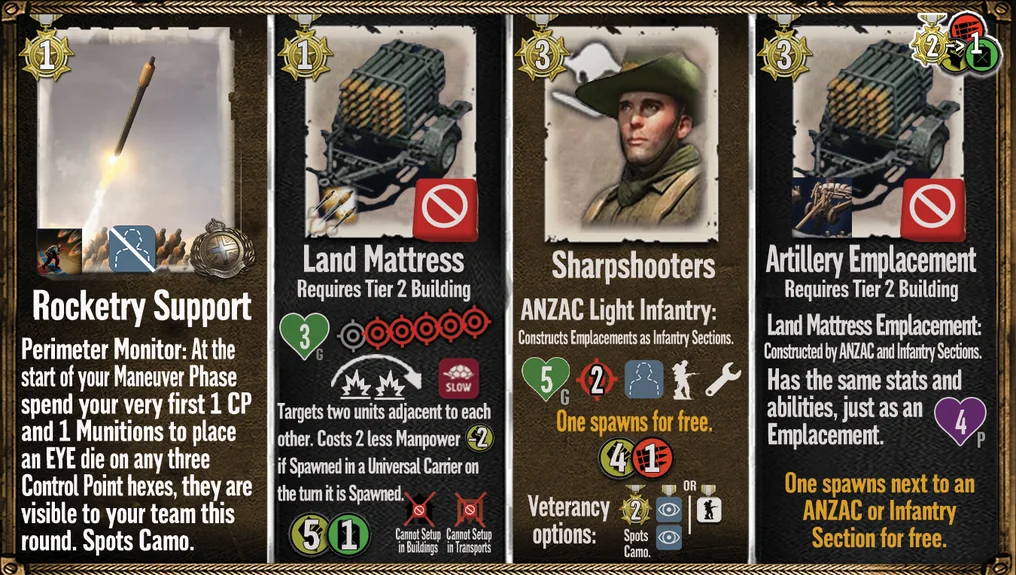 1
Rocketry Support
Perimeter Monitor: At the
start of your Maneuver Phase
spend your very first 1 CP
and 1 Munitions to place
an EYE die on any three
Control Point hexes, they are
visible to your team this
round. Spots Camo.
1
Land Mattress
Requires Tier 2 Building
3 G
SLOW
Targets two units adjacent to each
other. Costs 2 less Manpower -2
if Spawned in a Universal Carrier on
the turn it is Spawned.
5 1
Cannot Setup
in Buildings
Cannot Setup
in Transports
3
Sharpshooters
ANZAC Light Infantry:
Constructs Emplacements as Infantry Sections.
5 G 2
One spawns for free.
4 1
Veterancy
options:
2
OR
Spots
Camo.
3
2 -> 1
Artillery Emplacement
Requires Tier 2 Building
Land Mattress Emplacement:
Constructed by ANZAC and Infantry Sections.
Has the same stats and
abilities, just as an
Emplacement.
4 P
One spawns next to an
ANZAC or Infantry
Section for free.